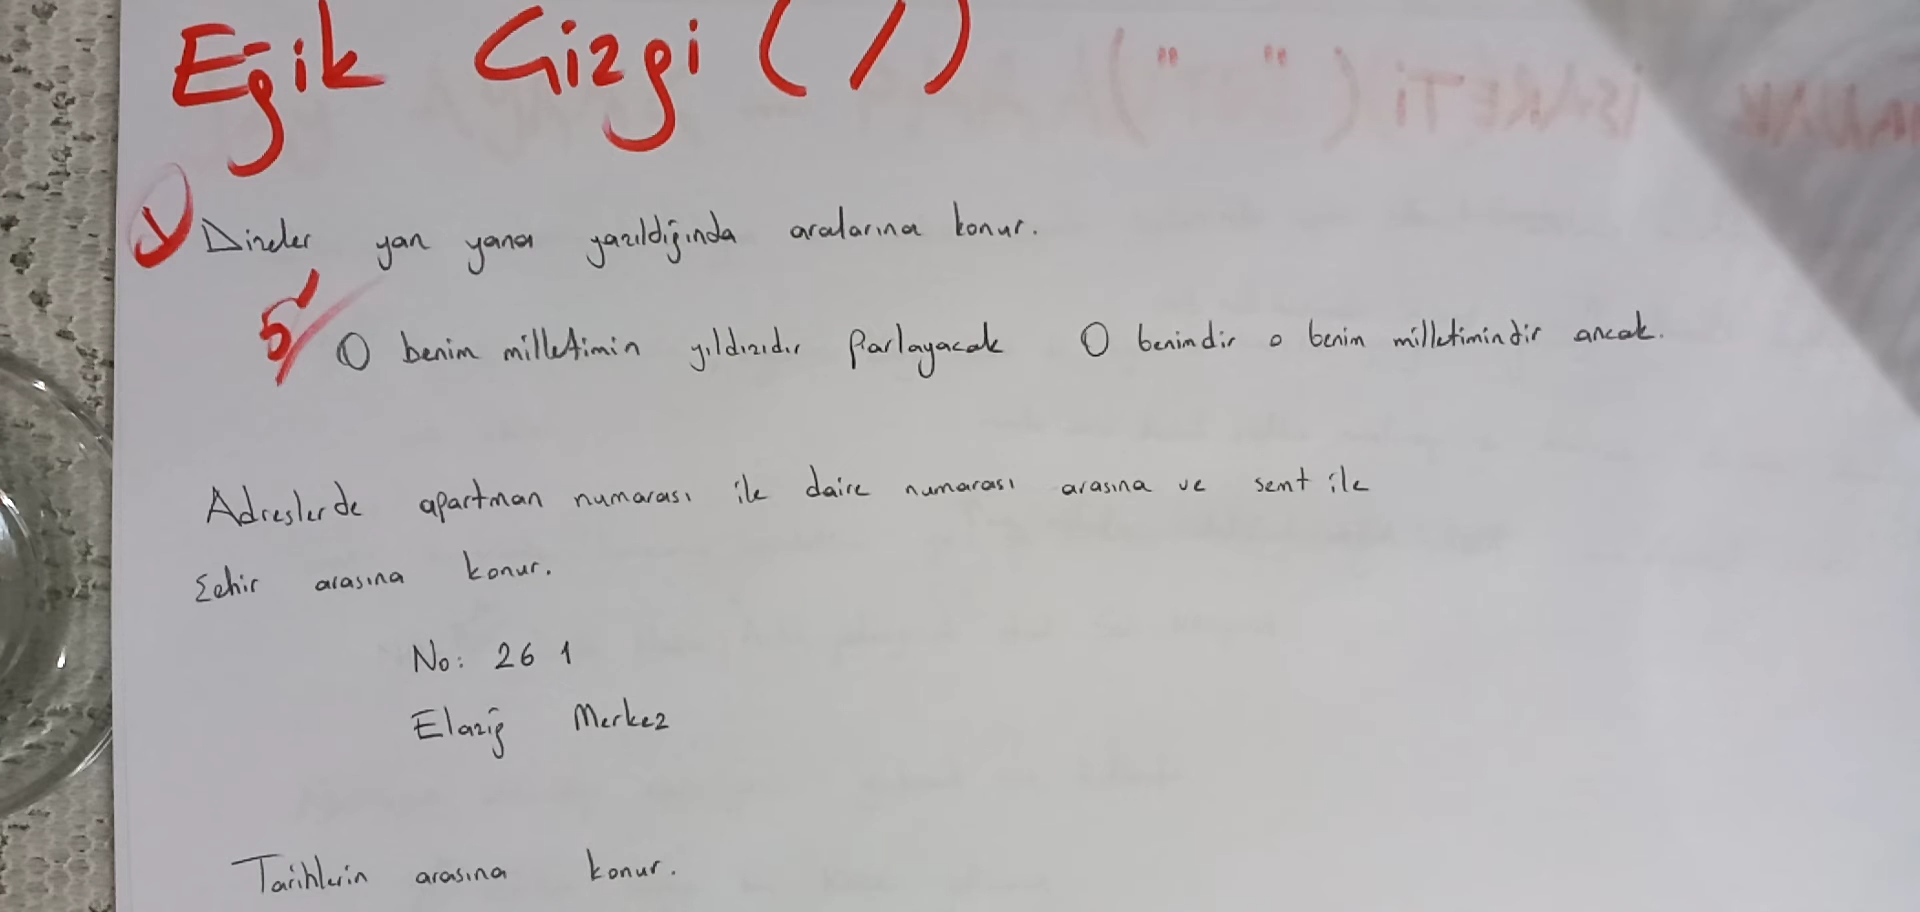 Eğik Çizgi ( / )
1 Dizeler yan yana yazıldığında aralarına konur.
O benim milletimin yıldızıdır parlayacak O benimdir o benim milletimindir ancak.
Adreslerde apartman numarası ile daire numarası arasına ve semt ile
şehir arasına konur.
No: 26 1
Elazığ Merkez
Tarihlerin arasına konur.